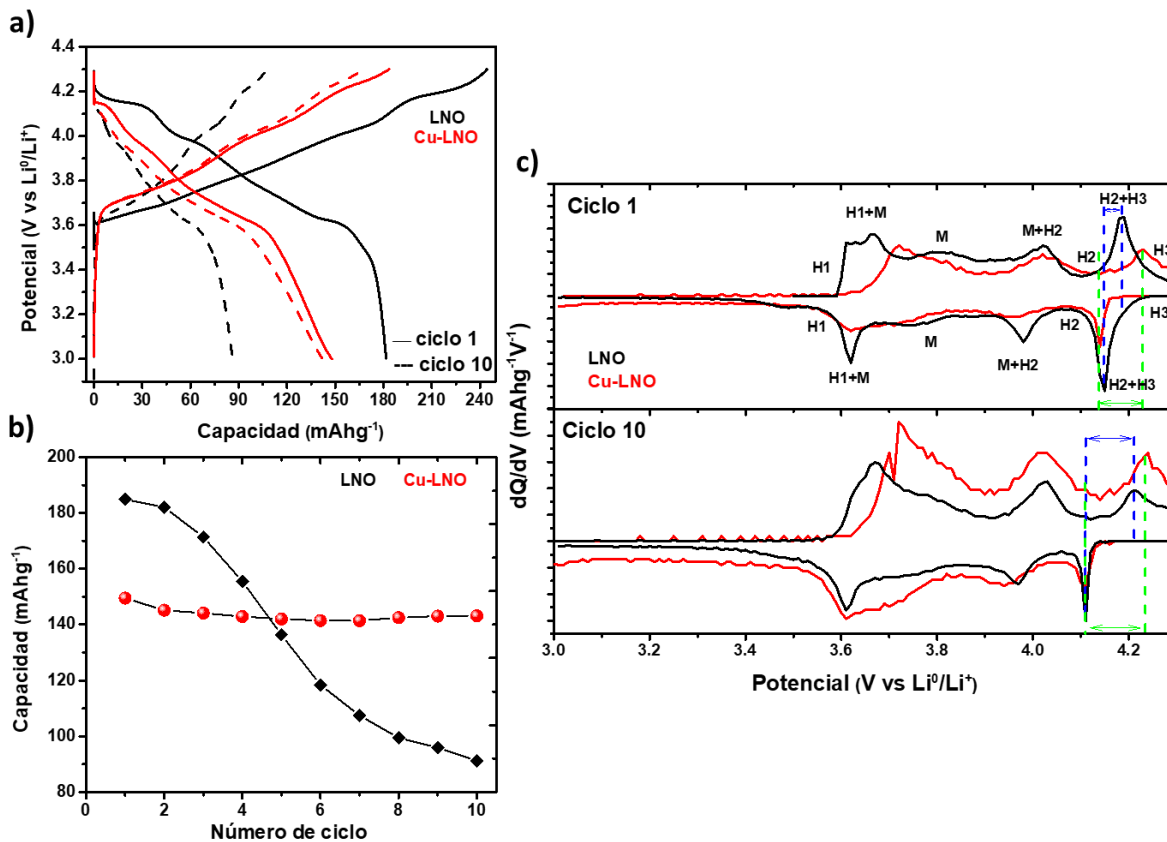 a)
4.4
4.2
4.0
3.8
3.6
3.4
3.2
3.0
Potencial (V vs Li⁰/Li⁺)
LNO
Cu-LNO
ciclo 1
ciclo 10
0 30 60 90 120 150 180 210 240
Capacidad (mAhg⁻¹)
b)
200
180
160
140
120
100
80
Capacidad (mAhg⁻¹)
LNO Cu-LNO
0 2 4 6 8 10
Número de ciclo
c)
Ciclo 1
H2+H3
H1+M
M+H2
M
H2
H3
H1
H1
M
H2
H3
LNO
H1+M
M+H2
Cu-LNO
H2+H3
dQ/dV (mAhg⁻¹V⁻¹)
Ciclo 10
3.0 3.2 3.4 3.6 3.8 4.0 4.2
Potencial (V vs Li⁰/Li⁺)